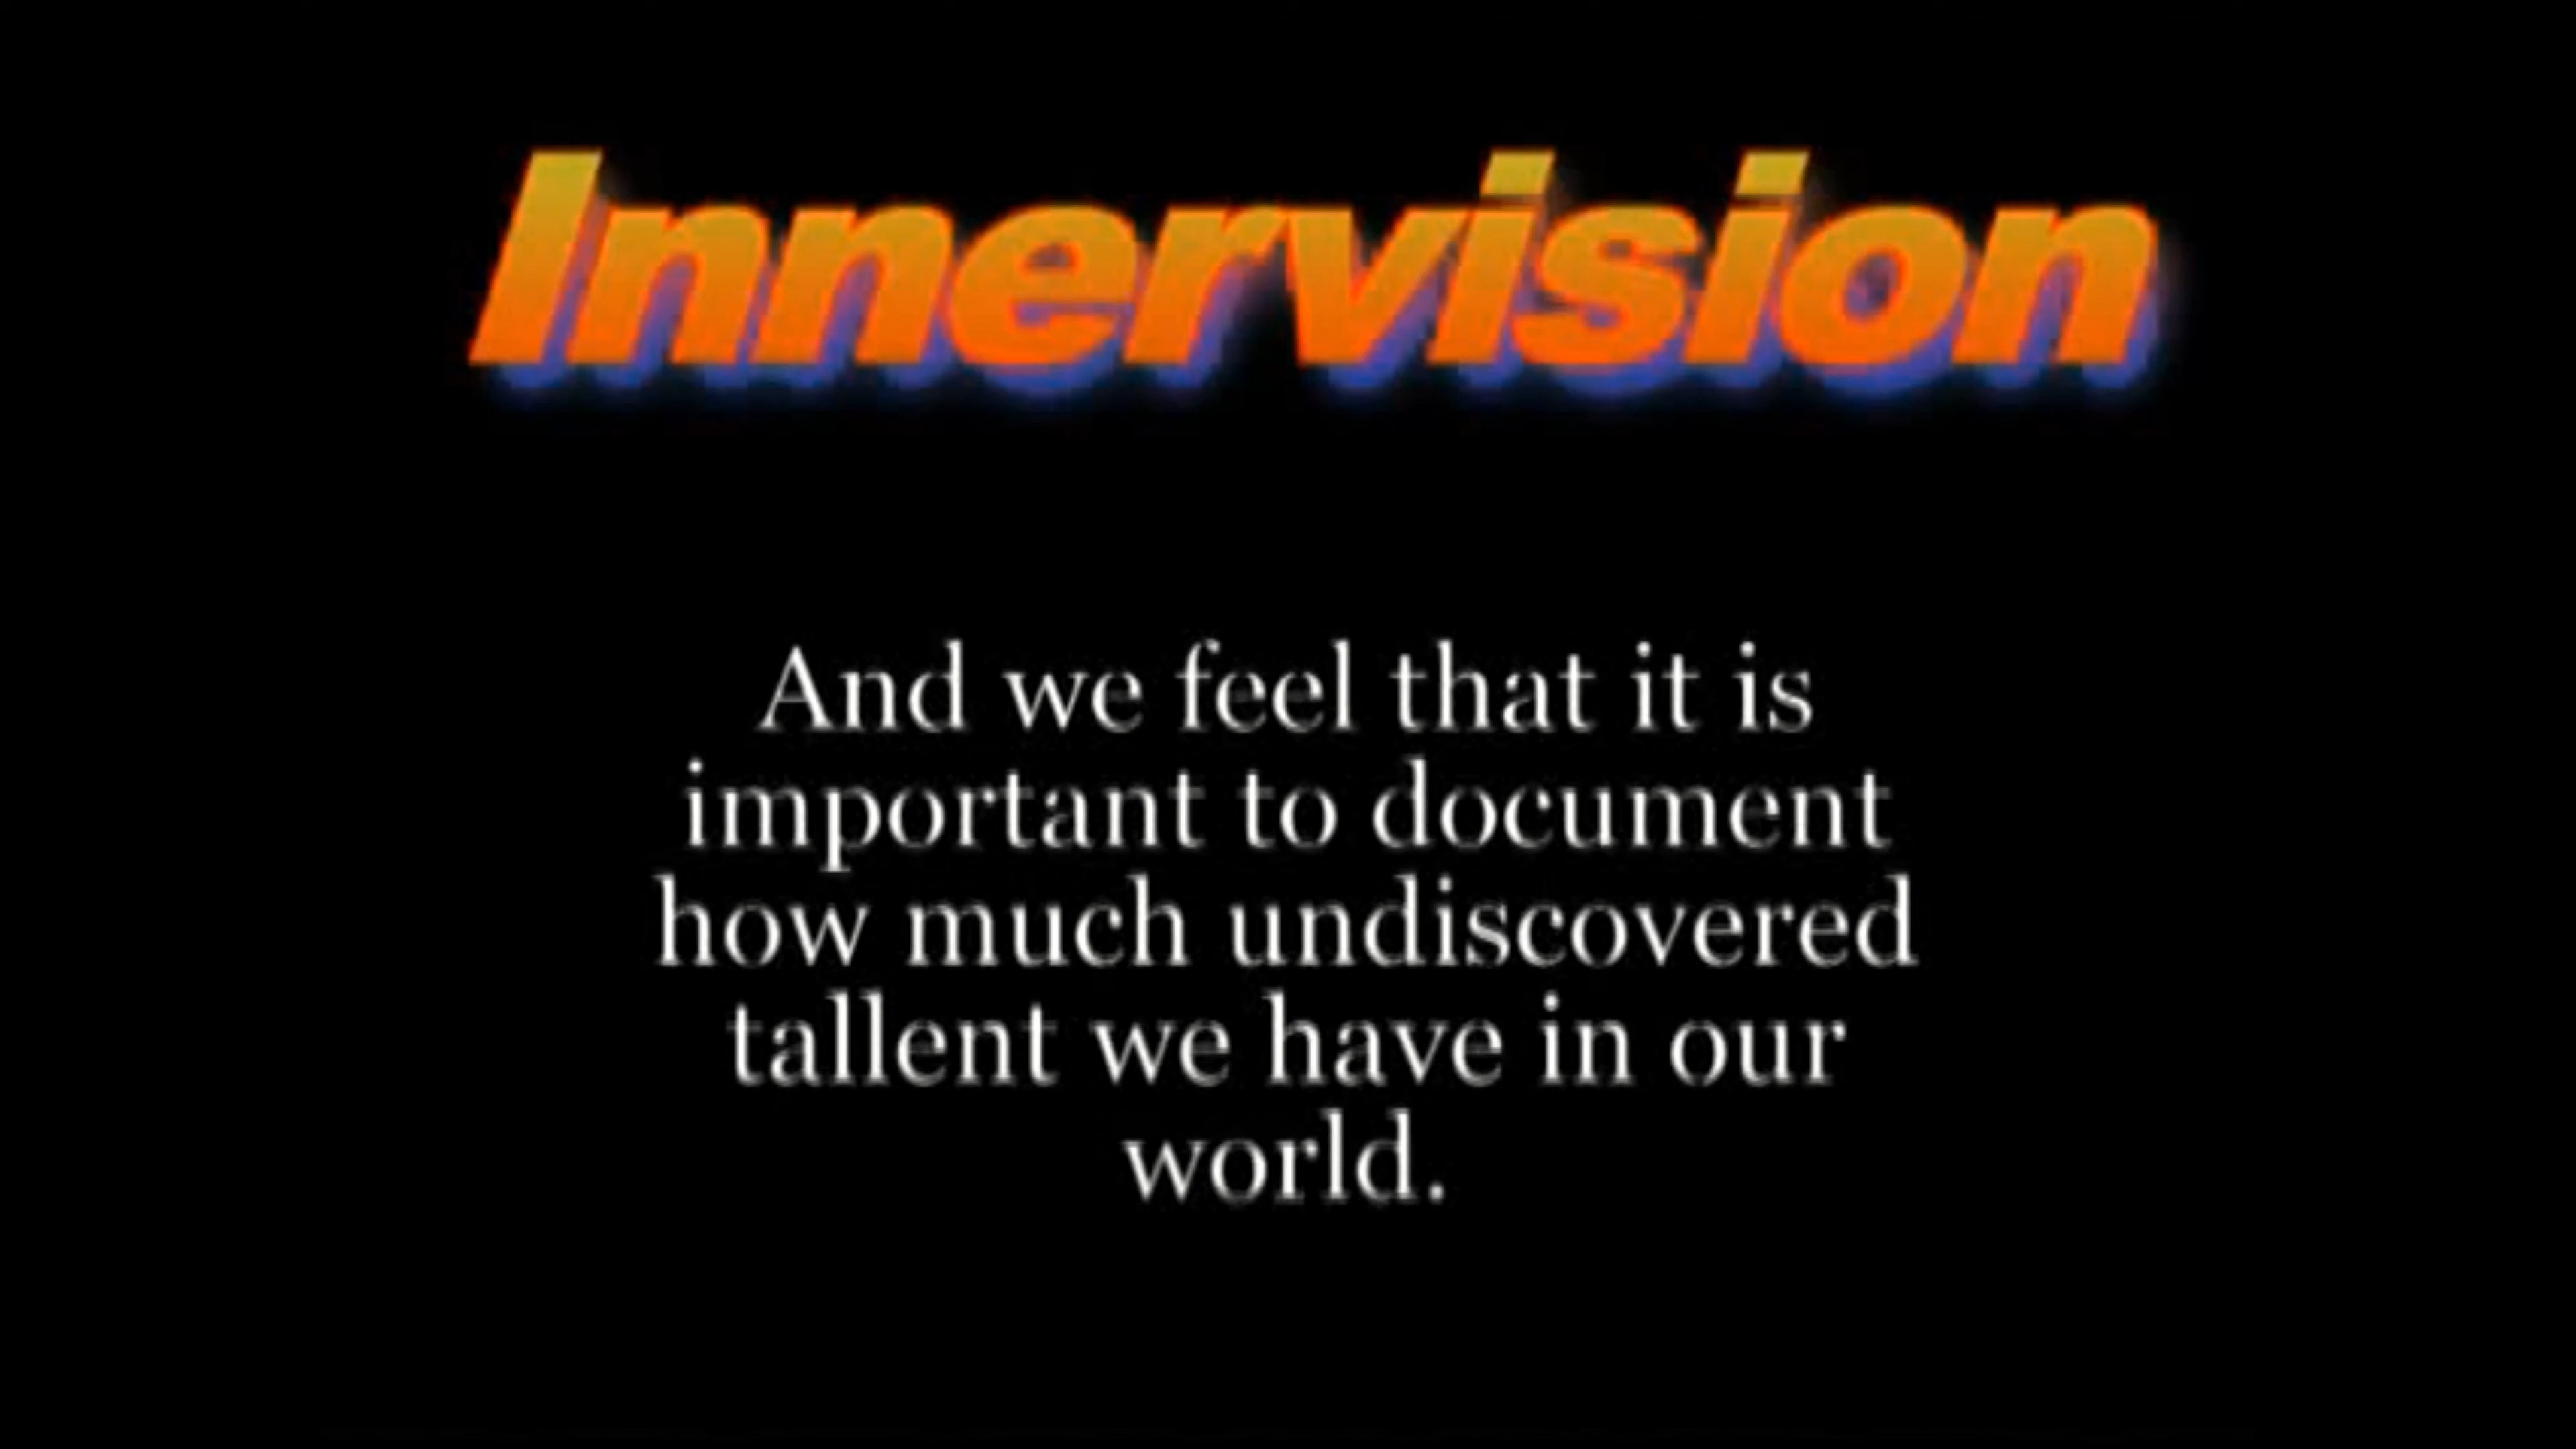 Innervision
And we feel that it is
important to document
how much undiscovered
tallent we have in our
world.